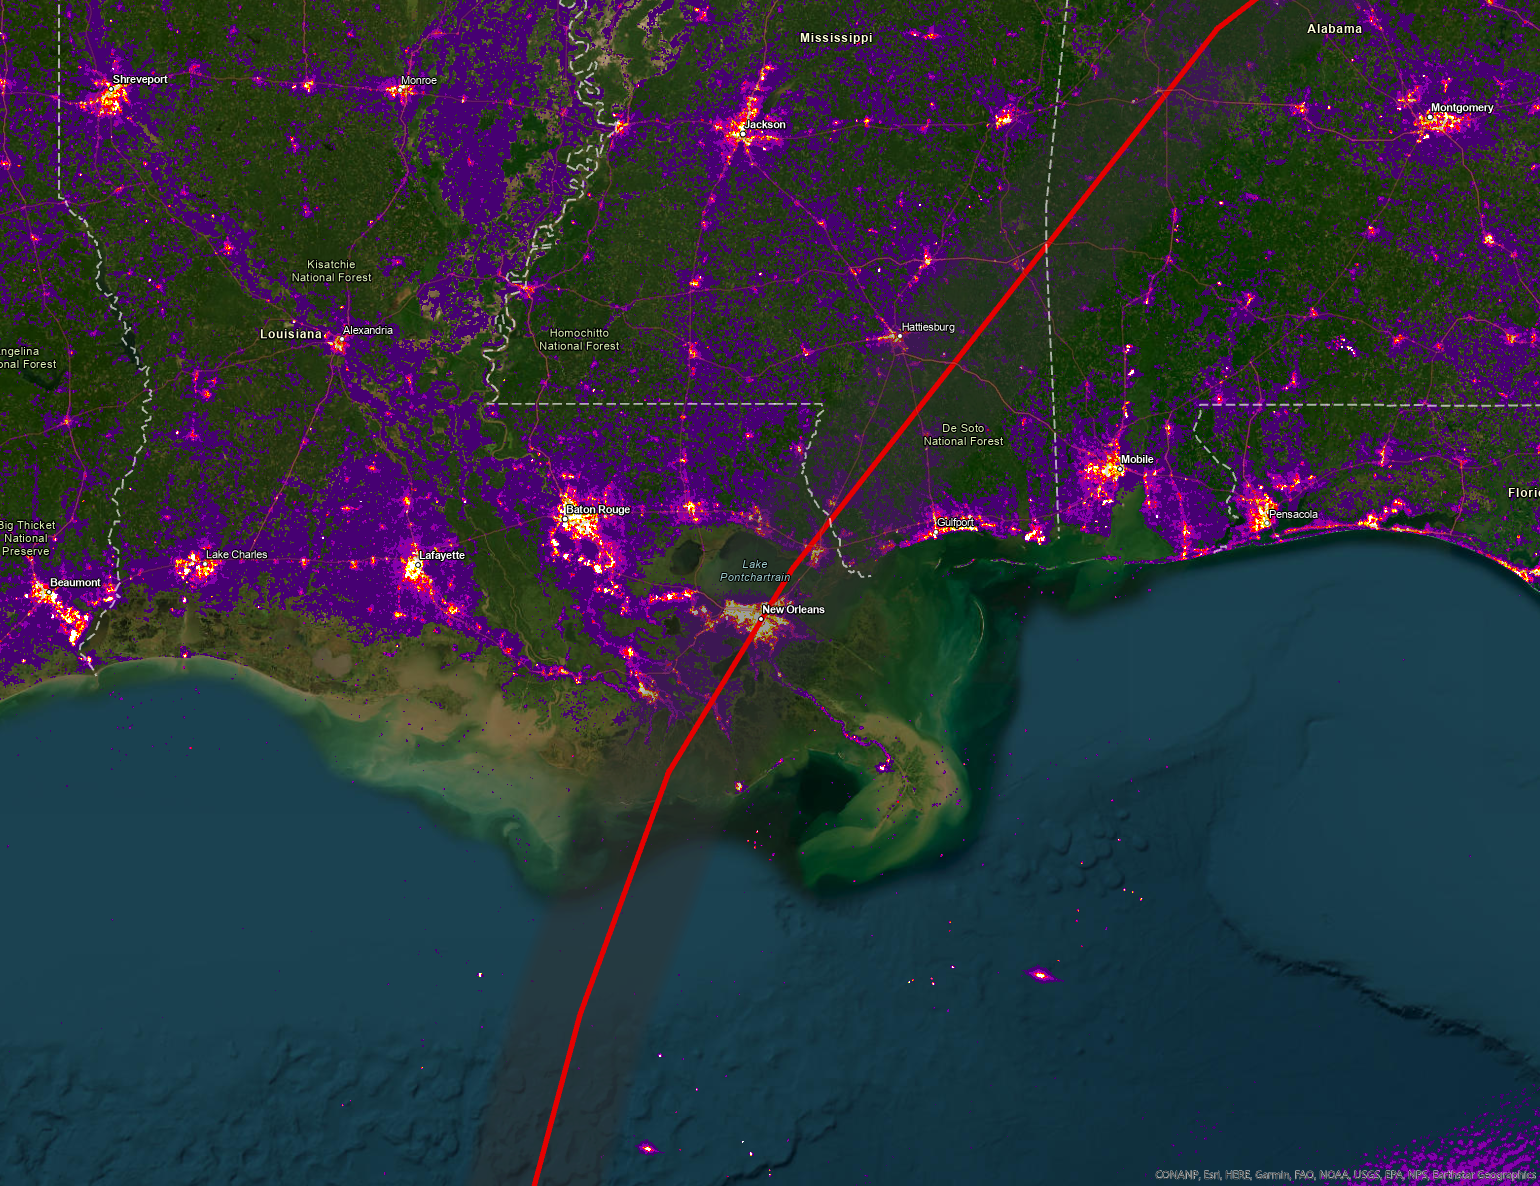 Mississippi
Alabama
Shreveport
Monroe
Jackson
Montgomery
Kisatchie
National Forest
Louisiana
Alexandria
Hattiesburg
Homochitto
National Forest
ngelina
onal Forest
De Soto
National Forest
Mobile
Baton Rouge
Pensacola
Gulfport
Florid
Big Thicket
National
Preserve
Lake Charles
Lafayette
Lake
Pontchartrain
Beaumont
New Orleans
CONANP, Esri, HERE, Garmin, FAO, NOAA, USGS, EPA, NPS, Earthstar Geographics